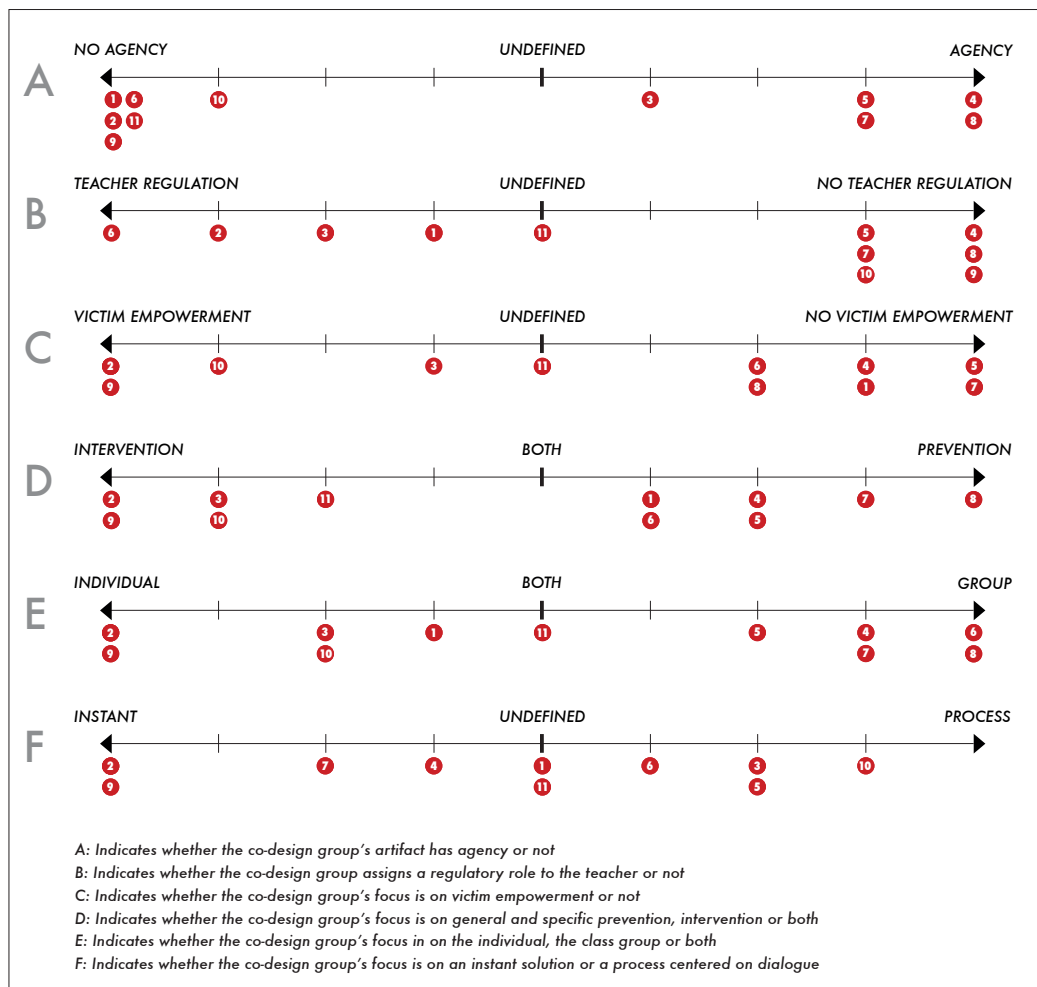 NO AGENCY UNDEFINED AGENCY
A
1 6 10 3 5 4
2 11 7 8
9
TEACHER REGULATION UNDEFINED NO TEACHER REGULATION
B
6 2 3 1 11 5 4
7 8
10 9
VICTIM EMPOWERMENT UNDEFINED NO VICTIM EMPOWERMENT
C
2 10 3 11 6 4 5
9 8 1 7
INTERVENTION BOTH PREVENTION
D
2 3 11 1 4 7 8
9 10 6 5
INDIVIDUAL BOTH GROUP
E
2 3 1 11 5 4 6
9 10 7 8
INSTANT UNDEFINED PROCESS
F
2 7 4 1 6 3 10
9 11 5
A: Indicates whether the co-design group's artifact has agency or not
B: Indicates whether the co-design group assigns a regulatory role to the teacher or not
C: Indicates whether the co-design group's focus is on victim empowerment or not
D: Indicates whether the co-design group's focus is on general and specific prevention, intervention or both
E: Indicates whether the co-design group's focus in on the individual, the class group or both
F: Indicates whether the co-design group's focus is on an instant solution or a process centered on dialogue